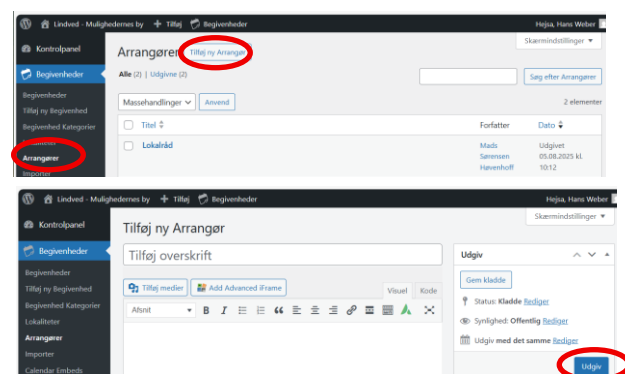 Lindved - Mulighedernes by + Tilføj Begivenheder Hejsa, Hans Weber
Skærmindstillinger ▼
Kontrolpanel
Arrangører Tilføj ny Arrangør
Begivenheder
Alle (2) | Udgivne (2)
Søg efter Arrangører
Begivenheder
Tilføj ny Begivenhed
Massehandlinger Anvend 2 elementer
Begivenhed Kategorier
Titel Forfatter Dato
Arrangører
Lokalråd Mads Sørensen Høvenhoff Udgivet 05.08.2025 kl. 10:12
Importer
Lindved - Mulighedernes by + Tilføj Begivenheder Hejsa, Hans Weber
Skærmindstillinger ▼
Kontrolpanel
Tilføj ny Arrangør
Begivenheder
Tilføj overskrift
Udgiv
Begivenheder
Tilføj ny Begivenhed
Begivenhed Kategorier
Lokaliteter
Arrangører
Importer
Calendar Embeds
Tilføj medier Add Advanced iFrame Visuel Kode
Afsnit B I
Gem kladde
Status: Kladde Rediger
Synlighed: Offentlig Rediger
Udgiv med det samme Rediger
Udgiv